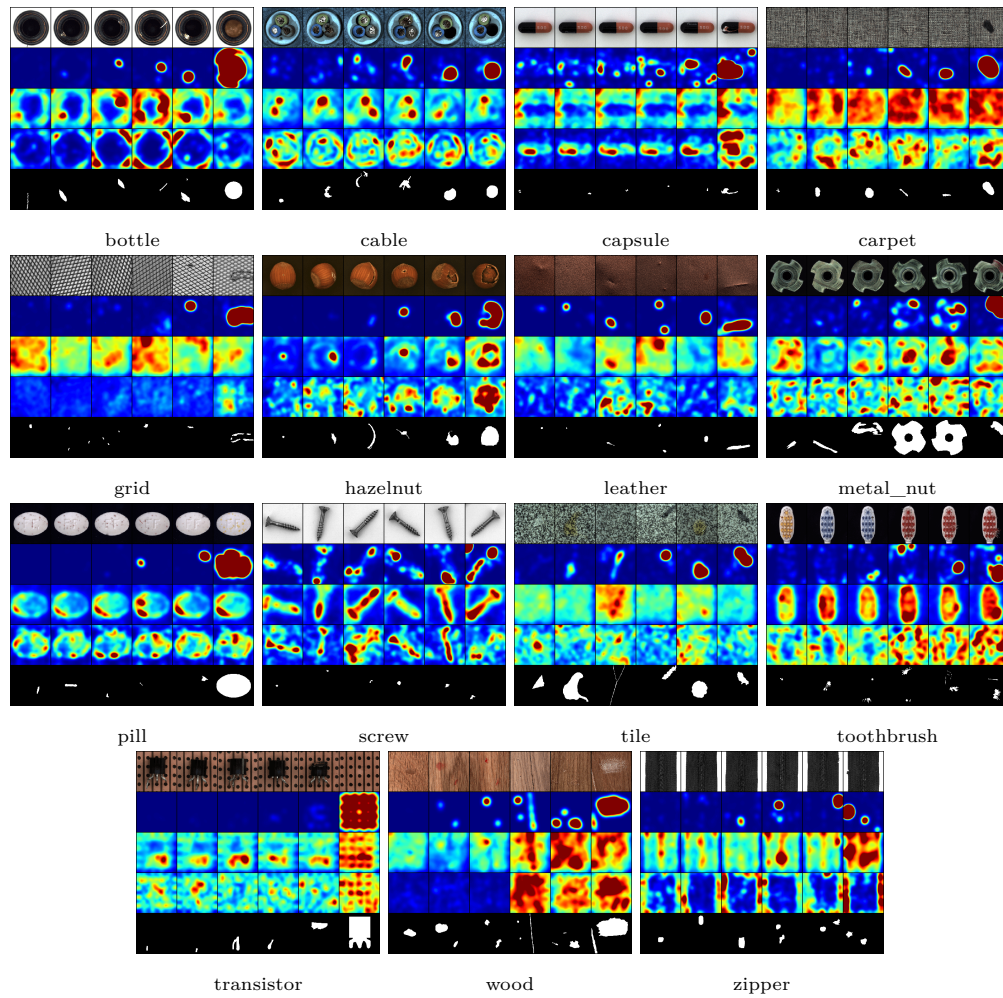 bottle cable capsule carpet
grid hazelnut leather metal_nut
pill screw tile toothbrush
transistor wood zipper